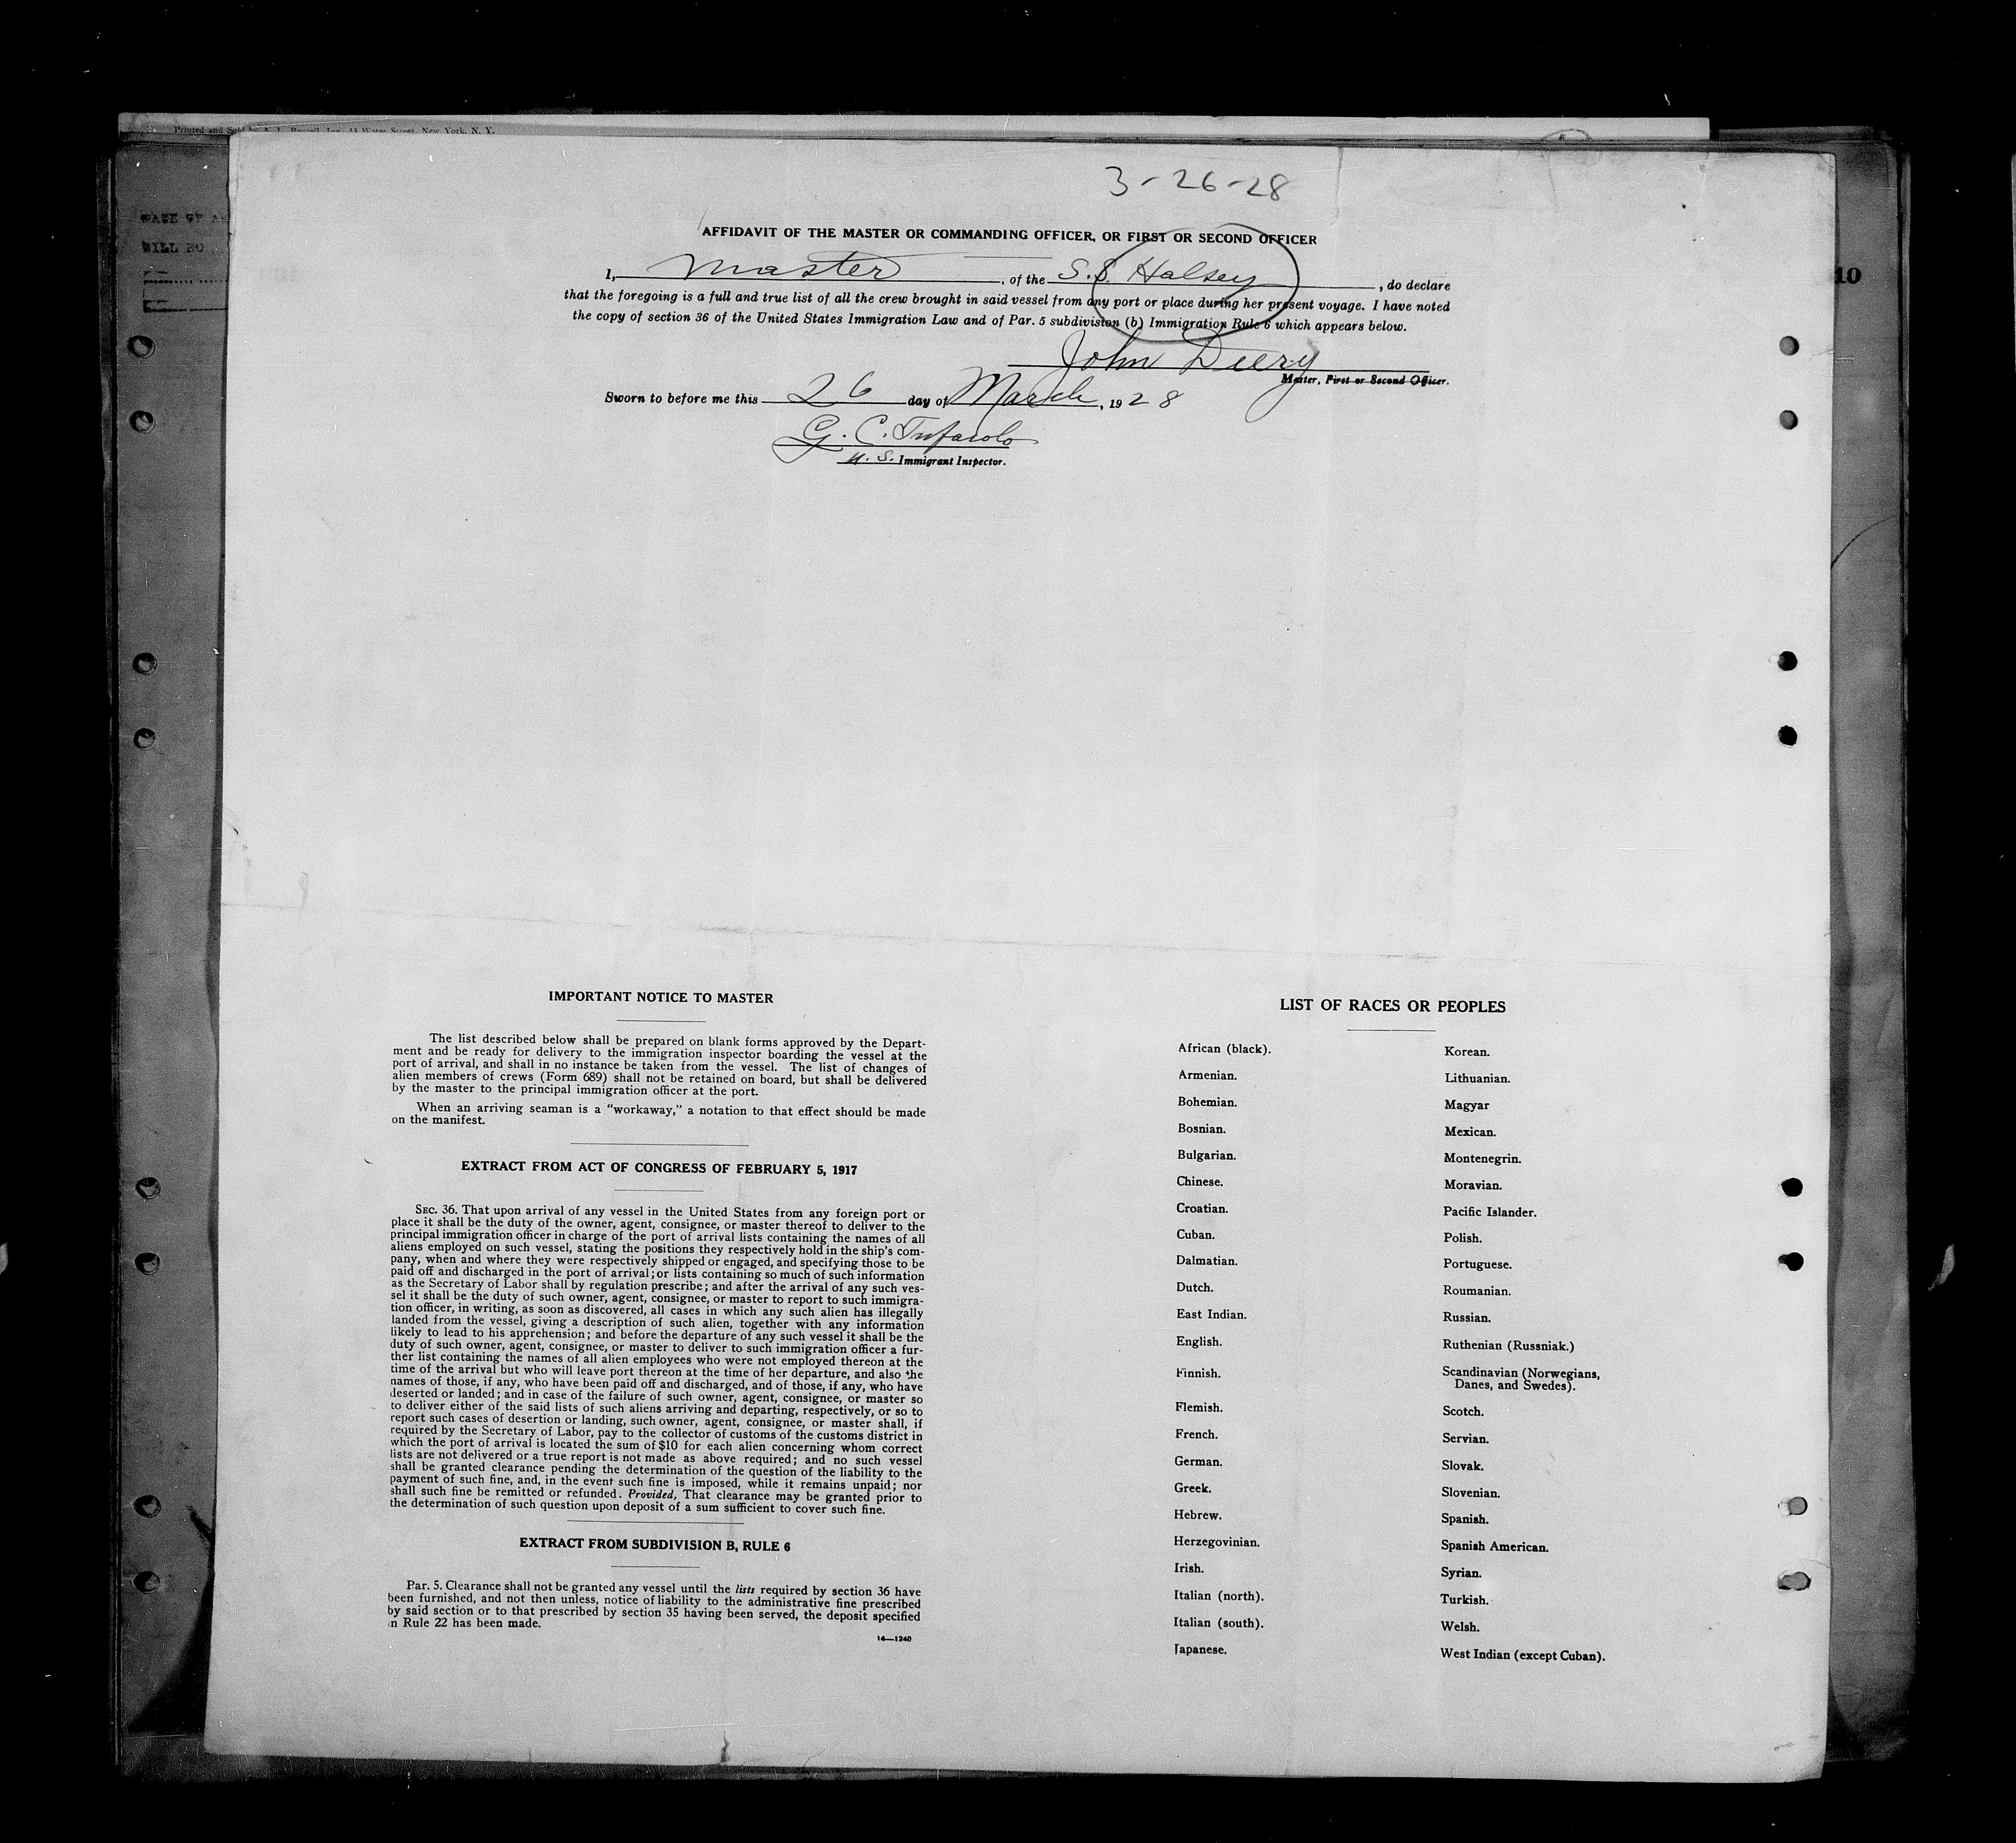 Printed and Sold by A. L. Russell, Inc., 41 Water Street, New York, N. Y.
WILL NO
10
3-26-28
AFFIDAVIT OF THE MASTER OR COMMANDING OFFICER, OR FIRST OR SECOND OFFICER
I, Master, of the S.S. Halsey, do declare
that the foregoing is a full and true list of all the crew brought in said vessel from any port or place during her present voyage. I have noted
the copy of section 36 of the United States Immigration Law and of Par. 5 subdivision (b) Immigration Rule 6 which appears below.
John Deery
Master, First or Second Officer.
Sworn to before me this 26 day of March, 1928
G. C. Tufarolo
U. S. Immigrant Inspector.
IMPORTANT NOTICE TO MASTER
The list described below shall be prepared on blank forms approved by the Depart-
ment and be ready for delivery to the immigration inspector boarding the vessel at the
port of arrival, and shall in no instance be taken from the vessel. The list of changes of
alien members of crews (Form 689) shall not be retained on board, but shall be delivered
by the master to the principal immigration officer at the port.
When an arriving seaman is a "workaway," a notation to that effect should be made
on the manifest.
EXTRACT FROM ACT OF CONGRESS OF FEBRUARY 5, 1917
SEC. 36. That upon arrival of any vessel in the United States from any foreign port or
place it shall be the duty of the owner, agent, consignee, or master thereof to deliver to the
principal immigration officer in charge of the port of arrival lists containing the names of all
aliens employed on such vessel, stating the positions they respectively hold in the ship's com-
pany, when and where they were respectively shipped or engaged, and specifying those to be
paid off and discharged in the port of arrival; or lists containing so much of such information
as the Secretary of Labor shall by regulation prescribe; and after the arrival of any such ves-
sel it shall be the duty of such owner, agent, consignee, or master to report to such immigra-
tion officer, in writing, as soon as discovered, all cases in which any such alien has illegally
landed from the vessel, giving a description of such alien, together with any information
likely to lead to his apprehension; and before the departure of any such vessel it shall be the
duty of such owner, agent, consignee, or master to deliver to such immigration officer a fur-
ther list containing the names of all alien employees who were not employed thereon at the
time of the arrival but who will leave port thereon at the time of her departure, and also the
names of those, if any, who have been paid off and discharged, and of those, if any, who have
deserted or landed; and in case of the failure of such owner, agent, consignee, or master so
to deliver either of the said lists of such aliens arriving and departing, respectively, or so to
report such cases of desertion or landing, such owner, agent, consignee, or master shall, if
required by the Secretary of Labor, pay to the collector of customs of the customs district in
which the port of arrival is located the sum of $10 for each alien concerning whom correct
lists are not delivered or a true report is not made as above required; and no such vessel
shall be granted clearance pending the determination of the question of the liability to the
payment of such fine, and, in the event such fine is imposed, while it remains unpaid; nor
shall such fine be remitted or refunded. Provided, That clearance may be granted prior to
the determination of such question upon deposit of a sum sufficient to cover such fine.
EXTRACT FROM SUBDIVISION B, RULE 6
Par. 5. Clearance shall not be granted any vessel until the lists required by section 36 have
been furnished, and not then unless, notice of liability to the administrative fine prescribed
by said section or to that prescribed by section 35 having been served, the deposit specified
in Rule 22 has been made.
14—1240
LIST OF RACES OR PEOPLES
African (black).
Armenian.
Bohemian.
Bosnian.
Bulgarian.
Chinese.
Croatian.
Cuban.
Dalmatian.
Dutch.
East Indian.
English.
Finnish.
Flemish.
French.
German.
Greek.
Hebrew.
Herzegovinian.
Irish.
Italian (north).
Italian (south).
Japanese.
Korean.
Lithuanian.
Magyar
Mexican.
Montenegrin.
Moravian.
Pacific Islander.
Polish.
Portuguese.
Roumanian.
Russian.
Ruthenian (Russniak.)
Scandinavian (Norwegians,
Danes, and Swedes).
Scotch.
Servian.
Slovak.
Slovenian.
Spanish.
Spanish American.
Syrian.
Turkish.
Welsh.
West Indian (except Cuban).